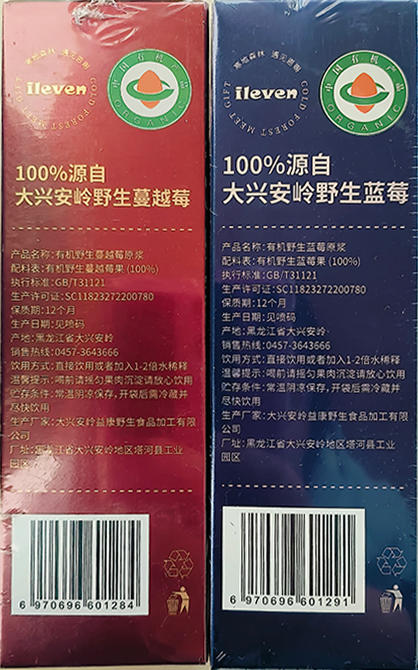 寒地森林 遇见恩赐
ileven
COLD FOREST MEET GIFT
中国有机产品
ORGANIC
100%源自
大兴安岭野生蔓越莓
产品名称:有机野生蔓越莓原浆
配料表:有机野生蔓越莓果 (100%)
执行标准:GB/T31121
生产许可证:SC11823272200780
保质期:12个月
生产日期:见喷码
产地:黑龙江省大兴安岭
销售热线:0457-3643666
饮用方式:直接饮用或者加入1-2倍水稀释
温馨提示:喝前请摇匀果肉沉淀请放心饮用
贮存条件:常温阴凉保存,开袋后需冷藏并
尽快饮用
生产厂家:大兴安岭益康野生食品加工有限
公司
厂址:黑龙江省大兴安岭地区塔河县工业
园区
6 970696 601284
ileven
COLD FOREST MEET GIFT
中国有机产品
ORGANIC
100%源自
大兴安岭野生蓝莓
产品名称:有机野生蓝莓原浆
配料表:有机野生蓝莓果 (100%)
执行标准:GB/T31121
生产许可证:SC11823272200780
保质期:12个月
生产日期:见喷码
产地:黑龙江省大兴安岭
销售热线:0457-3643666
饮用方式:直接饮用或者加入1-2倍水稀释
温馨提示:喝前请摇匀果肉沉淀请放心饮用
贮存条件:常温阴凉保存,开袋后需冷藏并
尽快饮用
生产厂家:大兴安岭益康野生食品加工有限
公司
厂址:黑龙江省大兴安岭地区塔河县工业
园区
6 970696 601291